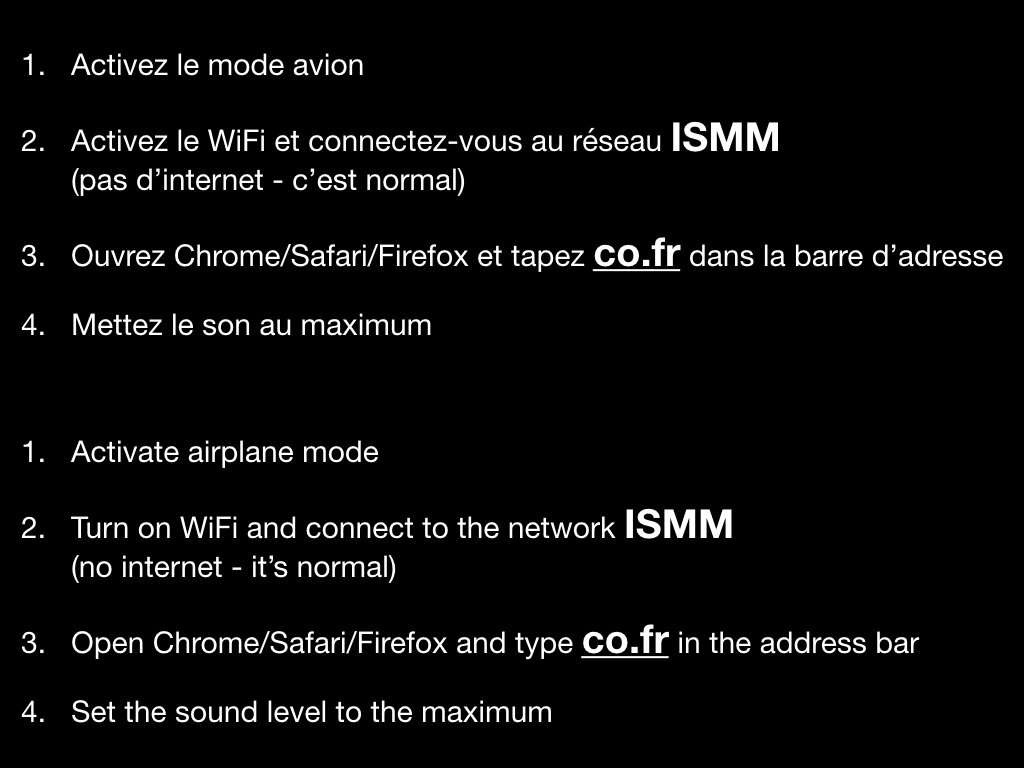 1. Activez le mode avion
2. Activez le WiFi et connectez-vous au réseau ISMM
(pas d’internet - c’est normal)
3. Ouvrez Chrome/Safari/Firefox et tapez co.fr dans la barre d’adresse
4. Mettez le son au maximum
1. Activate airplane mode
2. Turn on WiFi and connect to the network ISMM
(no internet - it’s normal)
3. Open Chrome/Safari/Firefox and type co.fr in the address bar
4. Set the sound level to the maximum